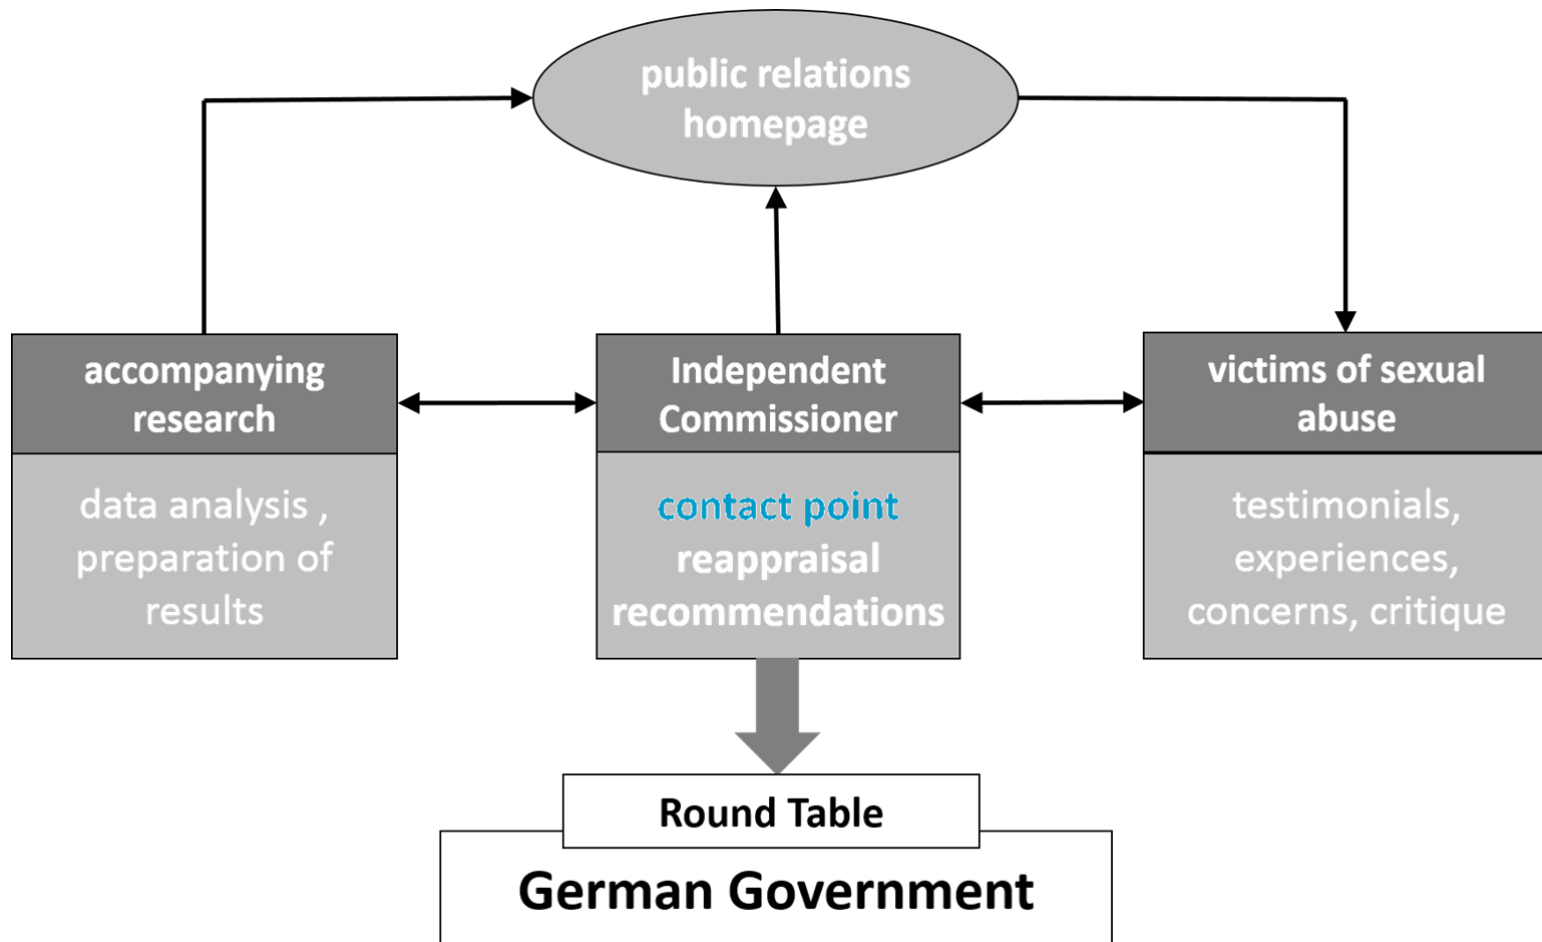 public relations
homepage
accompanying
research
data analysis ,
preparation of
results
Independent
Commissioner
contact point
reappraisal
recommendations
victims of sexual
abuse
testimonials,
experiences,
concerns, critique
Round Table
German Government